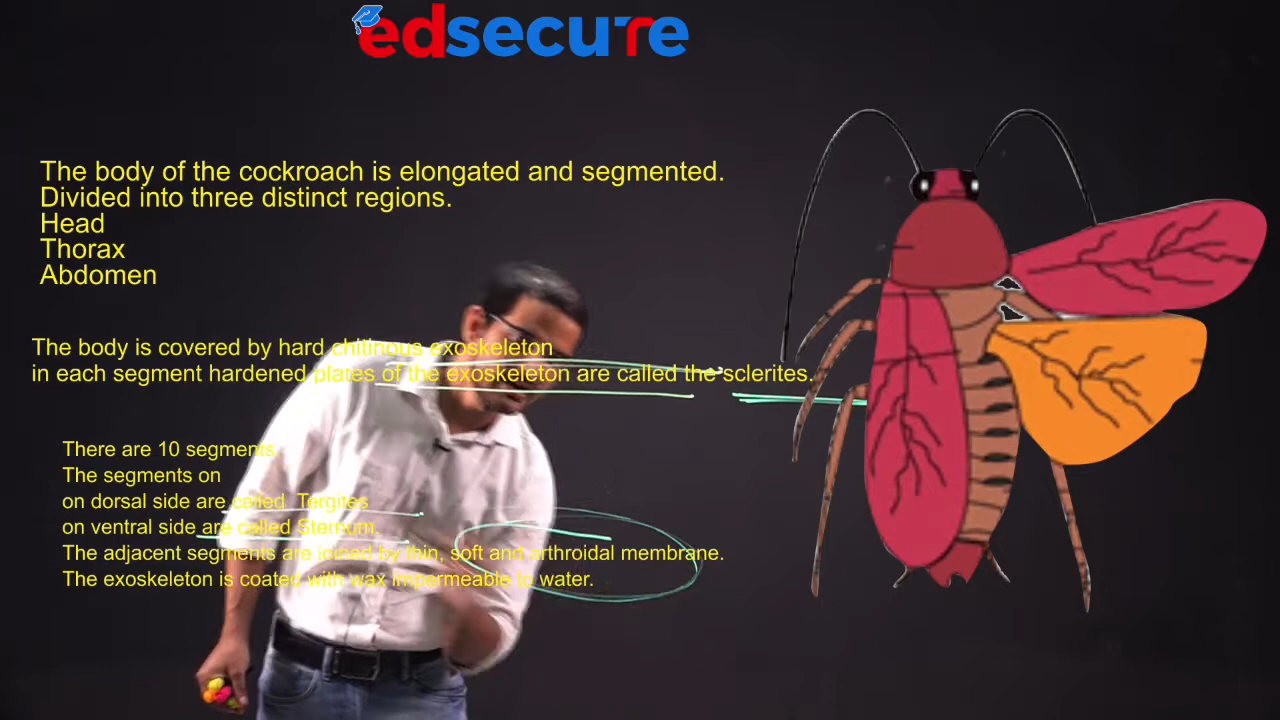 edsecure
The body of the cockroach is elongated and segmented.
Divided into three distinct regions.
Head
Thorax
Abdomen
The body is covered by hard chitinous exoskeleton
in each segment hardened plates of the exoskeleton are called the sclerites.
There are 10 segments
The segments on
on dorsal side are called Tergites
on ventral side are called Sternum
The adjacent segments are joined by thin, soft and arthroidal membrane.
The exoskeleton is coated with wax impermeable to water.